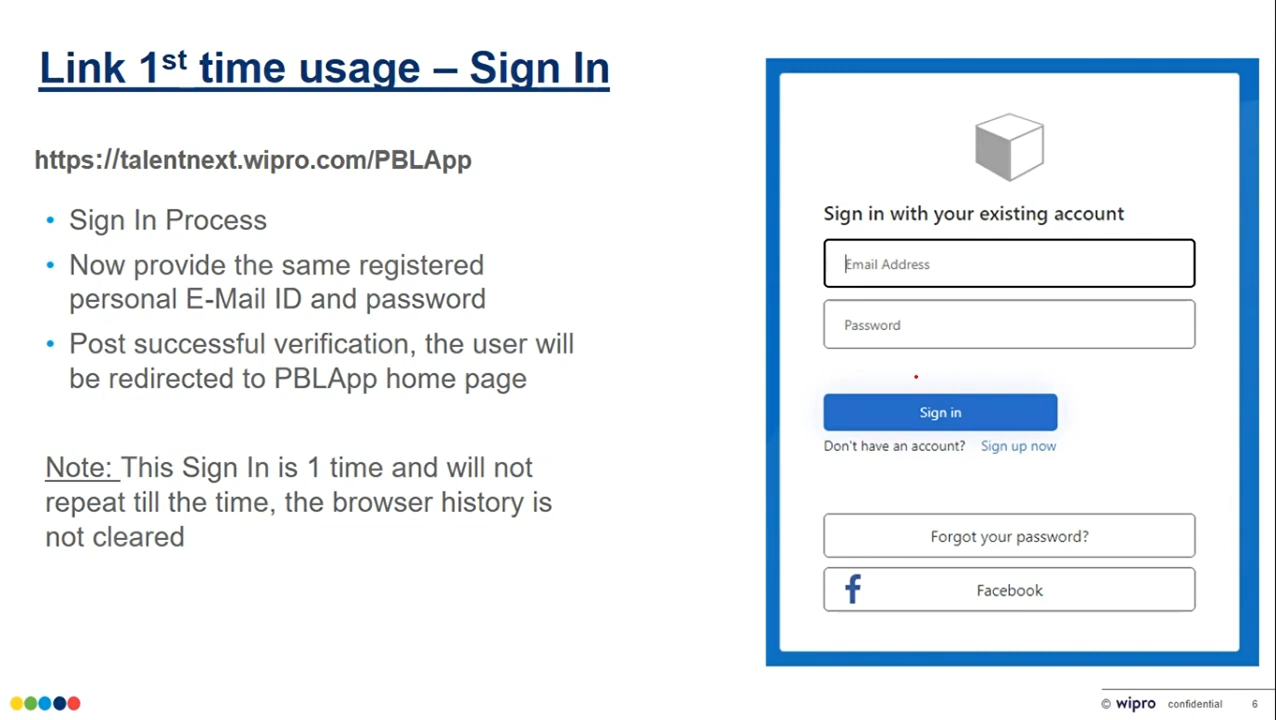 Link 1st time usage – Sign In
https://talentnext.wipro.com/PBLApp
• Sign In Process
• Now provide the same registered
personal E-Mail ID and password
• Post successful verification, the user will
be redirected to PBLApp home page
Note: This Sign In is 1 time and will not
repeat till the time, the browser history is
not cleared
Sign in with your existing account
Email Address
Password
Sign in
Don't have an account? Sign up now
Forgot your password?
f Facebook
© wipro confidential 6